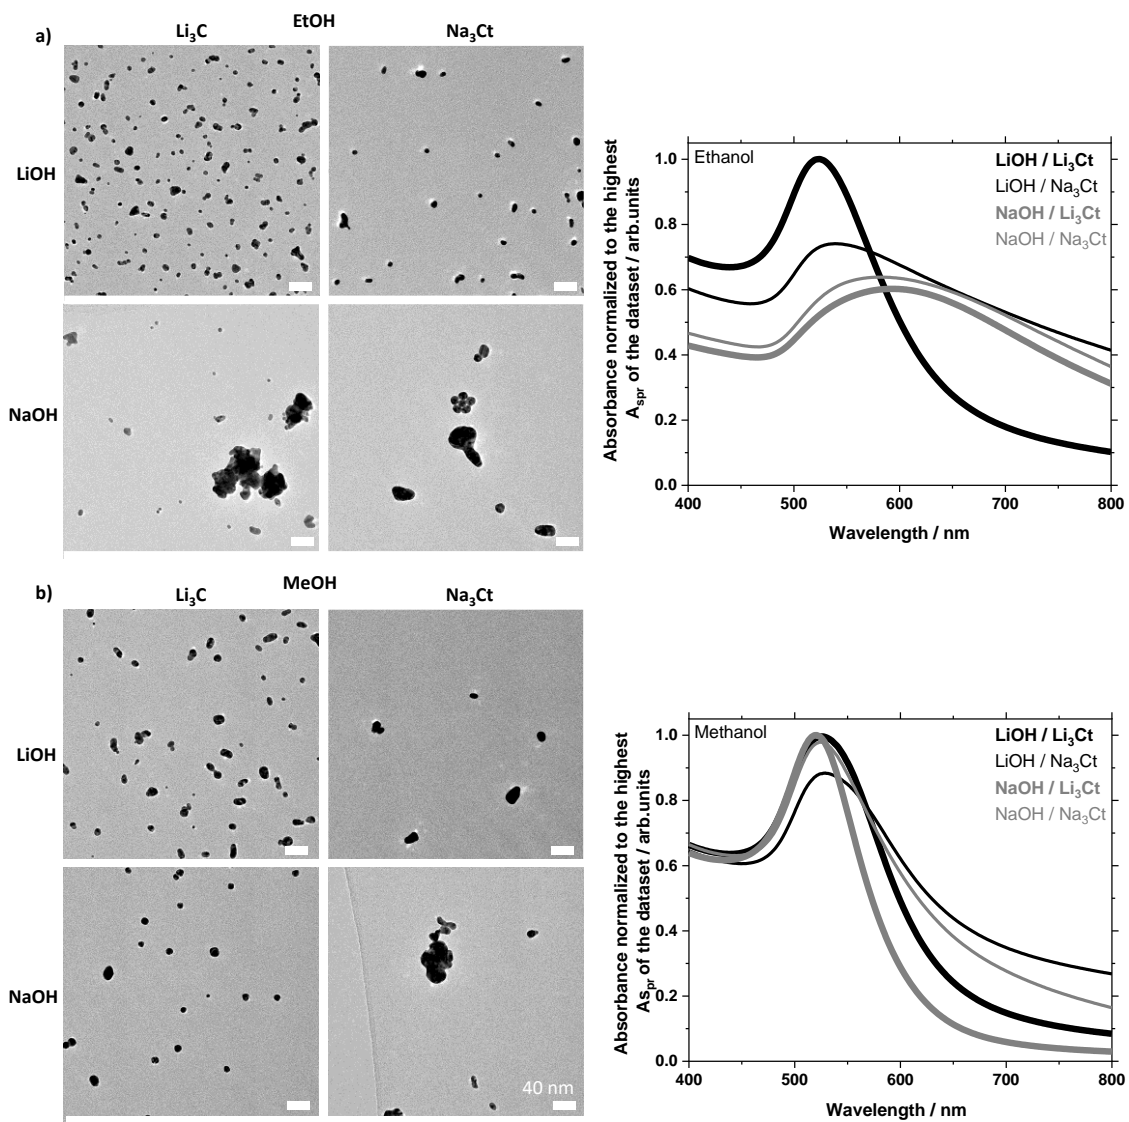 a)
EtOH
Li₃C
Na₃Ct
LiOH
NaOH
Absorbance normalized to the highest
Aspr of the dataset / arb.units
Ethanol
LiOH / Li₃Ct
LiOH / Na₃Ct
NaOH / Li₃Ct
NaOH / Na₃Ct
1.0
0.8
0.6
0.4
0.2
0.0
400 500 600 700 800
Wavelength / nm
b)
MeOH
Li₃C
Na₃Ct
LiOH
NaOH
40 nm
Absorbance normalized to the highest
Aspr of the dataset / arb.units
Methanol
LiOH / Li₃Ct
LiOH / Na₃Ct
NaOH / Li₃Ct
NaOH / Na₃Ct
1.0
0.8
0.6
0.4
0.2
0.0
400 500 600 700 800
Wavelength / nm